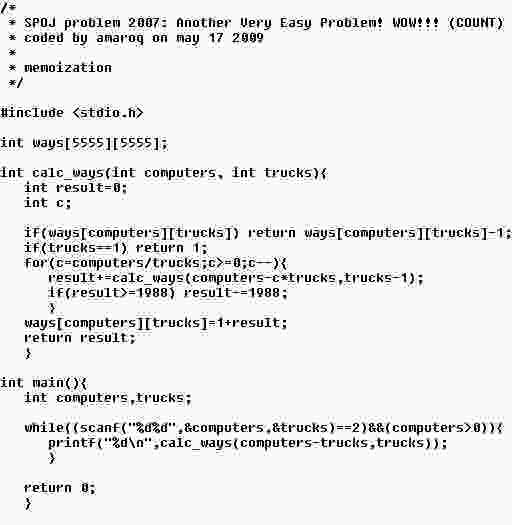 /*
 * SPOJ problem 2007: Another Very Easy Problem! WOW!!! (COUNT)
 * coded by amaroq on may 17 2009
 *
 * memoization
 */

#include <stdio.h>

int ways[5555][5555];

int calc_ways(int computers, int trucks){
   int result=0;
   int c;

   if(ways[computers][trucks]) return ways[computers][trucks]-1;
   if(trucks==1) return 1;
   for(c=computers/trucks;c>=0;c--){
      result+=calc_ways(computers-c*trucks,trucks-1);
      if(result>=1988) result-=1988;
      }
   ways[computers][trucks]=1+result;
   return result;
   }

int main(){
   int computers,trucks;

   while((scanf("%d%d",&computers,&trucks)==2)&&(computers>0)){
      printf("%d\n",calc_ways(computers-trucks,trucks));
      }

   return 0;
   }